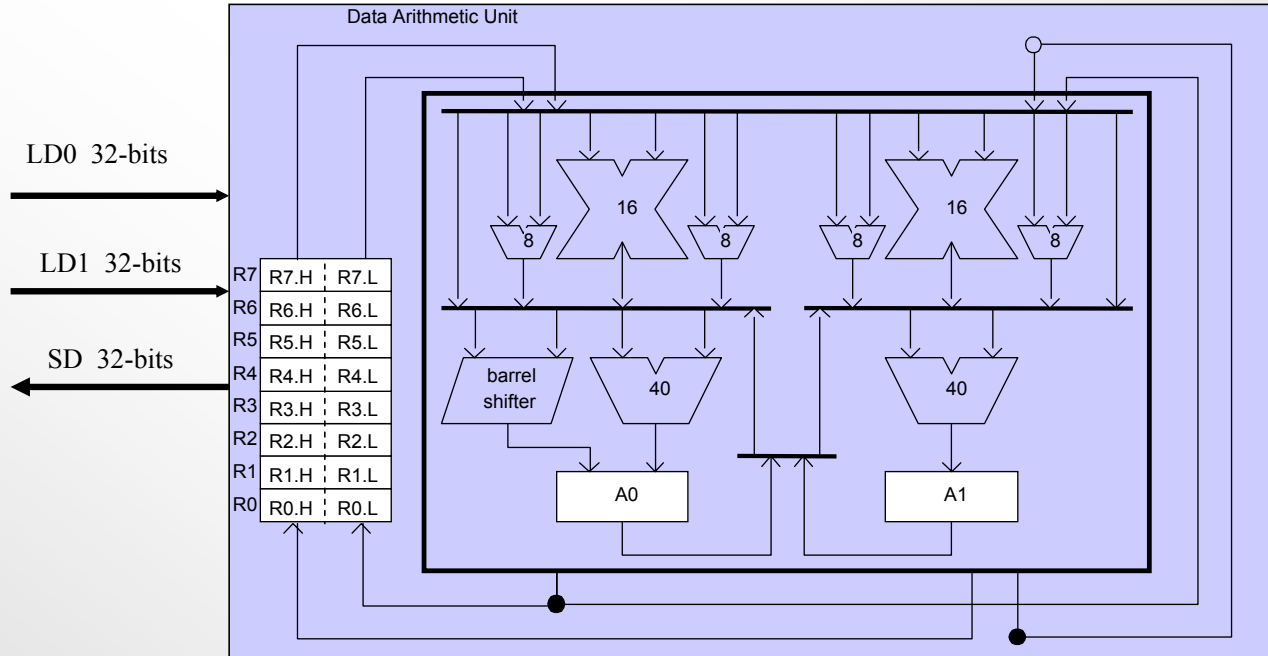 Data Arithmetic Unit
LD0 32-bits
LD1 32-bits
SD 32-bits
R7 R7.H R7.L
R6 R6.H R6.L
R5 R5.H R5.L
R4 R4.H R4.L
R3 R3.H R3.L
R2 R2.H R2.L
R1 R1.H R1.L
R0 R0.H R0.L
16
16
8
8
8
8
barrel
shifter
40
40
A0
A1